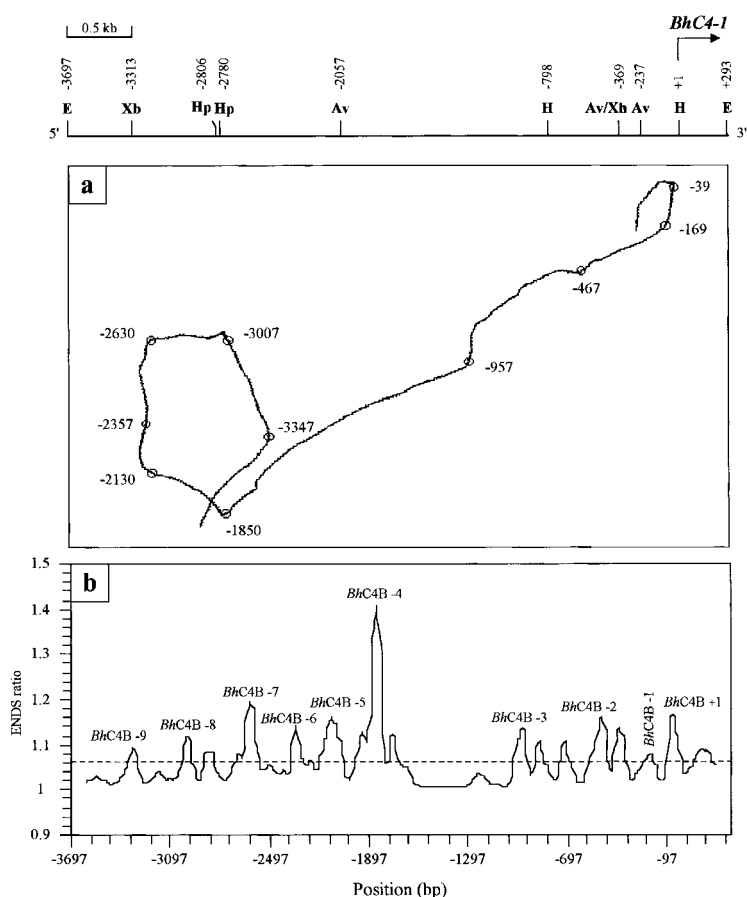 BhC4-1
0.5 kb
-3697 -3313 -2806 -2780 -2057 -798 -369 -237 +1 +293
E Xb Hp Hp Av H Av/Xh Av H E
5' 3'
a
-39
-169
-467
-2630 -3007
-957
-2357 -3347
-2130
-1850
b
1.5
1.4
1.3
1.2
1.1
1
0.9
ENDS ratio
BhC4B -9
BhC4B -8
BhC4B -7
BhC4B -6
BhC4B -5
BhC4B -4
BhC4B -3
BhC4B -2
BhC4B -1
BhC4B +1
-3697 -3097 -2497 -1897 -1297 -697 -97
Position (bp)